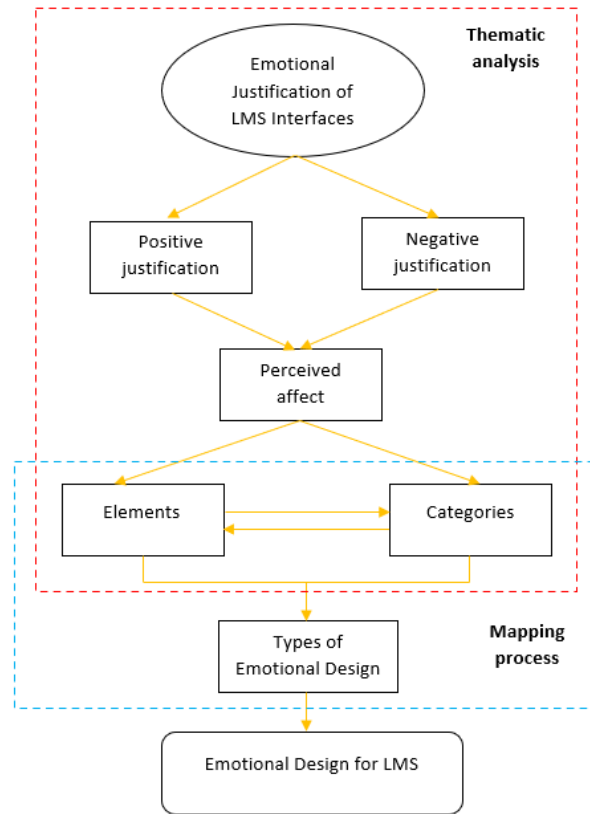 Thematic
analysis
Emotional
Justification of
LMS Interfaces
Positive
justification
Negative
justification
Perceived
affect
Elements
Categories
Types of
Emotional Design
Mapping
process
Emotional Design for LMS